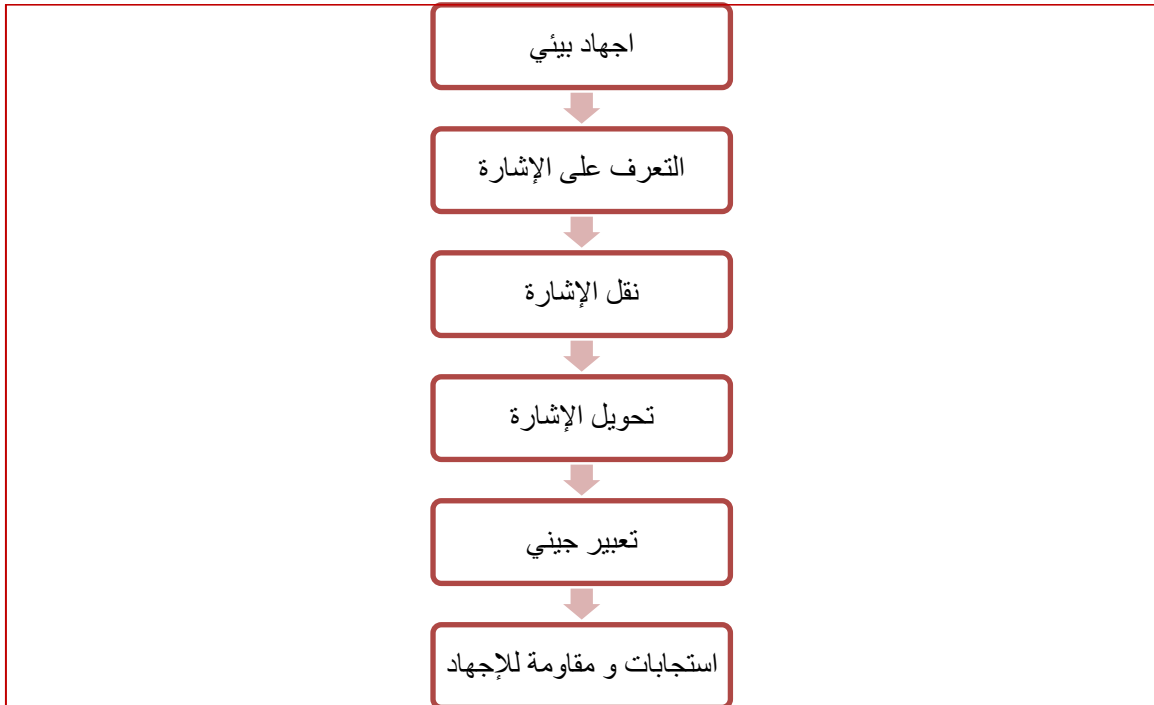 اجهاد بيئي
التعرف على الإشارة
نقل الإشارة
تحويل الإشارة
تعبير جيني
استجابات و مقاومة للإجهاد